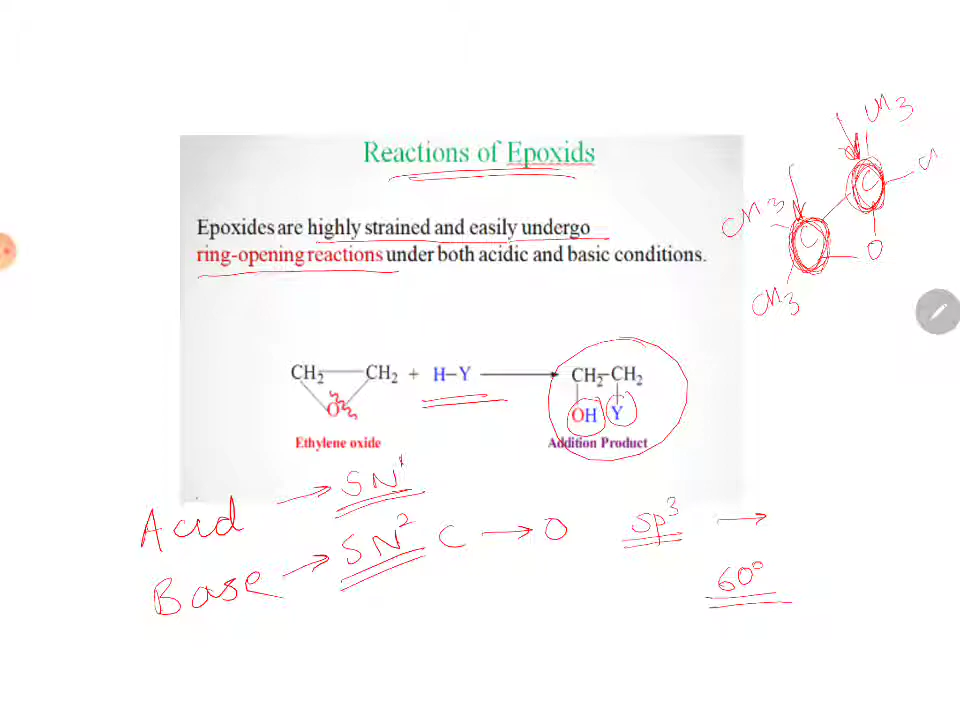 Reactions of Epoxids
CH3
CH3
Epoxides are highly strained and easily undergo
ring-opening reactions under both acidic and basic conditions.
C
C
O
CH3
CH2 CH2 + H-Y CH2-CH2
O
OH Y
Ethylene oxide Addition Product
Acid → SN1
Base → SN2 C → O sp3 →
60°